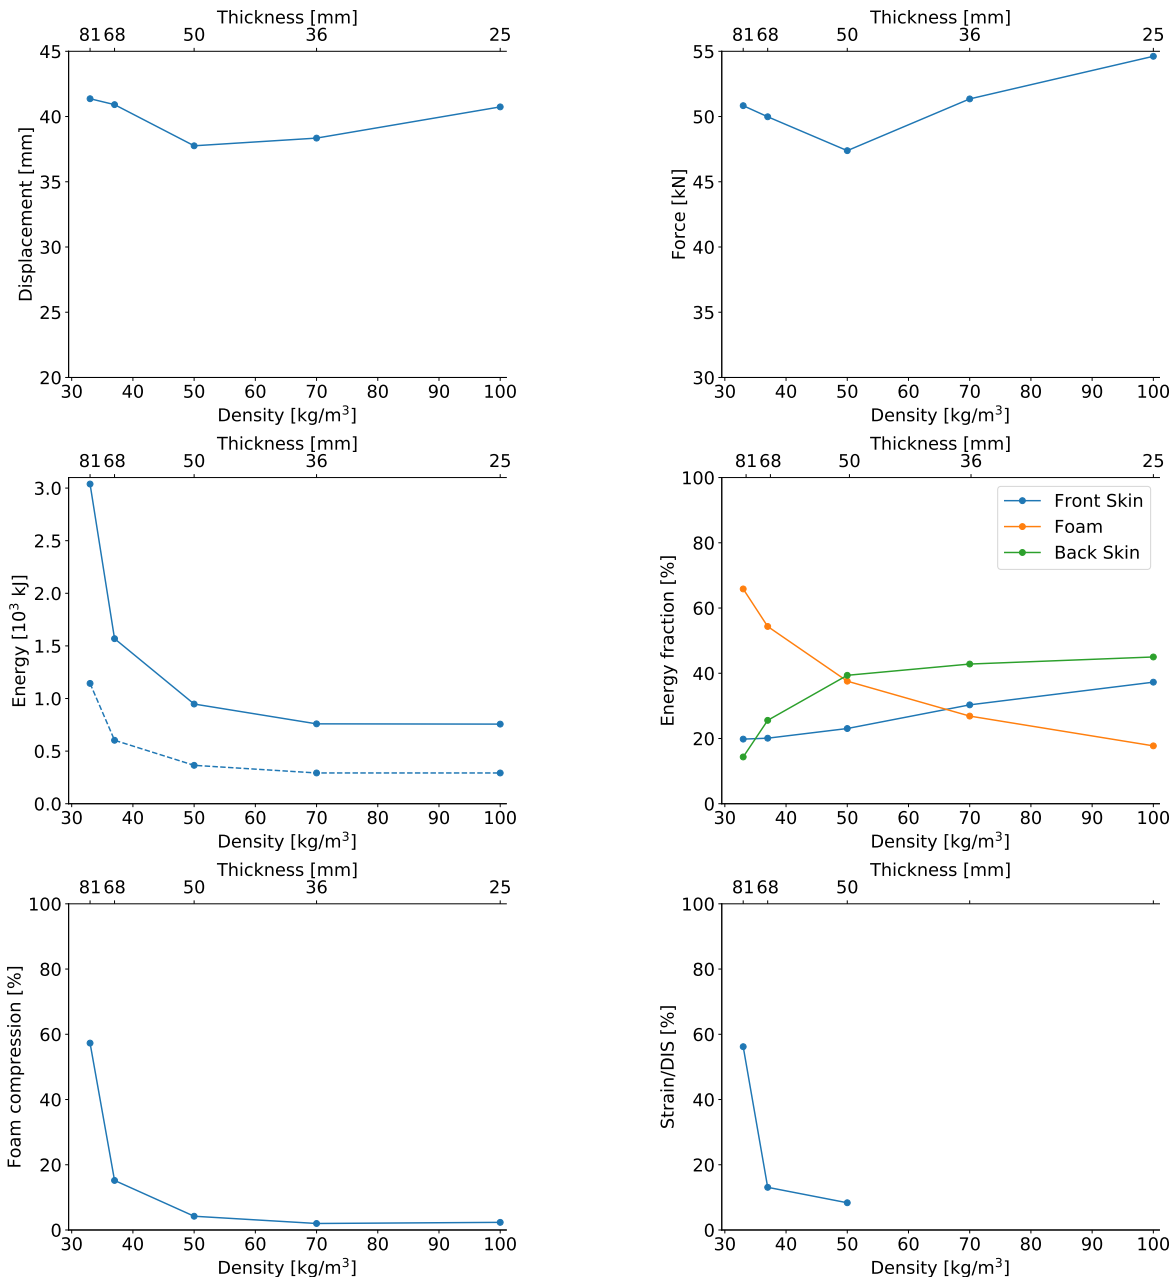 Thickness [mm]
81 68 50 36 25
45
40
35
30
25
20
Displacement [mm]
30 40 50 60 70 80 90 100
Density [kg/m³]
Thickness [mm]
81 68 50 36 25
55
50
45
40
35
30
Force [kN]
30 40 50 60 70 80 90 100
Density [kg/m³]
Thickness [mm]
81 68 50 36 25
3.0
2.5
2.0
1.5
1.0
0.5
0.0
Energy [10³ kJ]
30 40 50 60 70 80 90 100
Density [kg/m³]
Thickness [mm]
81 68 50 36 25
100
80
60
40
20
0
Energy fraction [%]
Front Skin
Foam
Back Skin
30 40 50 60 70 80 90 100
Density [kg/m³]
Thickness [mm]
81 68 50 36 25
100
80
60
40
20
0
Foam compression [%]
30 40 50 60 70 80 90 100
Density [kg/m³]
Thickness [mm]
81 68 50 36 25
100
80
60
40
20
0
Strain/DIS [%]
30 40 50 60 70 80 90 100
Density [kg/m³]